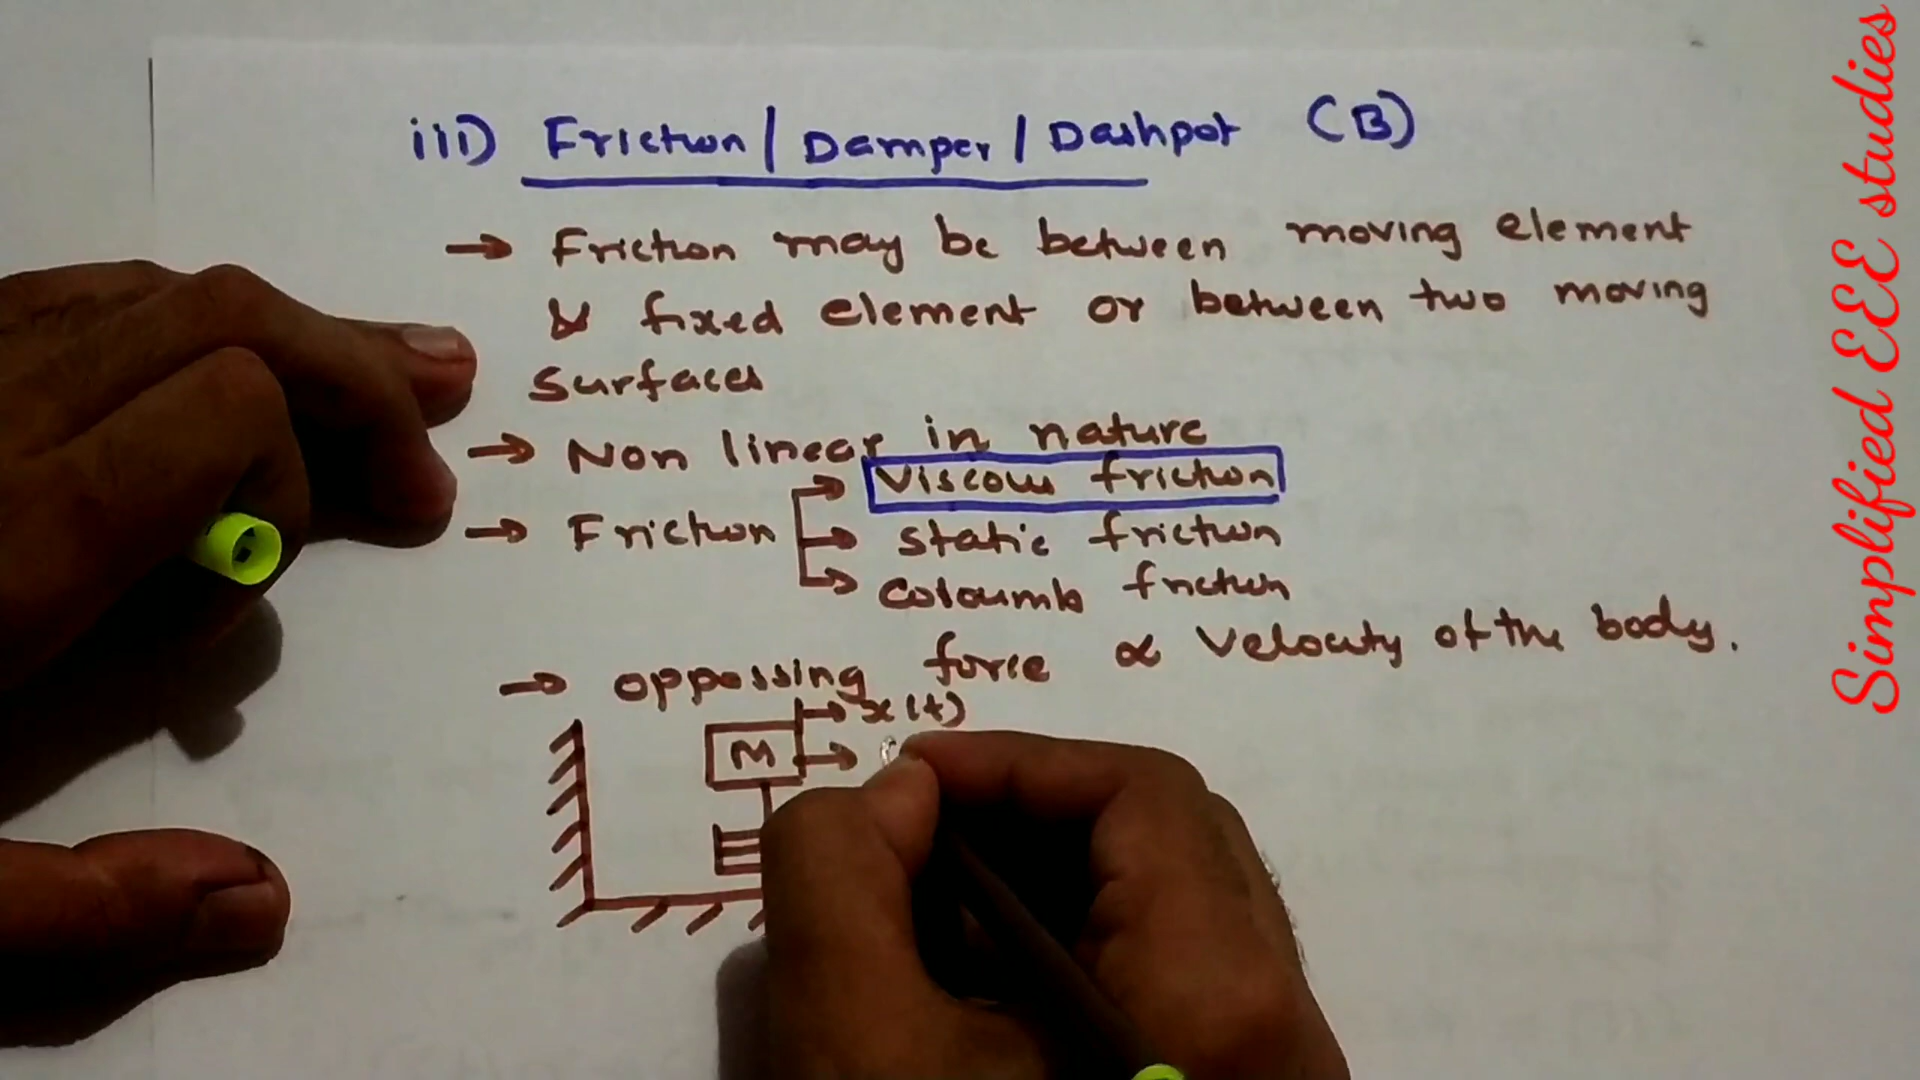 iii) Friction / Damper / Dashpot (B)
→ Friction may be between moving element
& fixed element or between two moving
surfaces
→ Non linear in nature
→ Friction → Viscous friction
→ static friction
→ coloumb friction
→ oppossing force ∝ Velocity of the body.
→ x(t)
M →
Simplified EEE studies